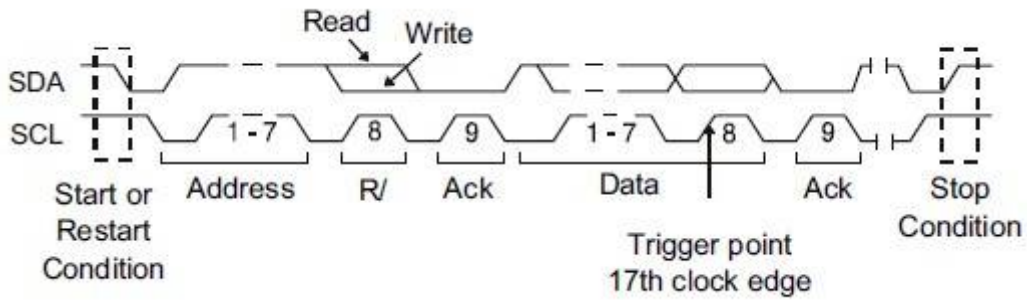 Read
Write
SDA
SCL
1 - 7
8
9
1 - 7
8
9
Address
R/
Ack
Data
Ack
Start or
Restart
Condition
Stop
Condition
Trigger point
17th clock edge